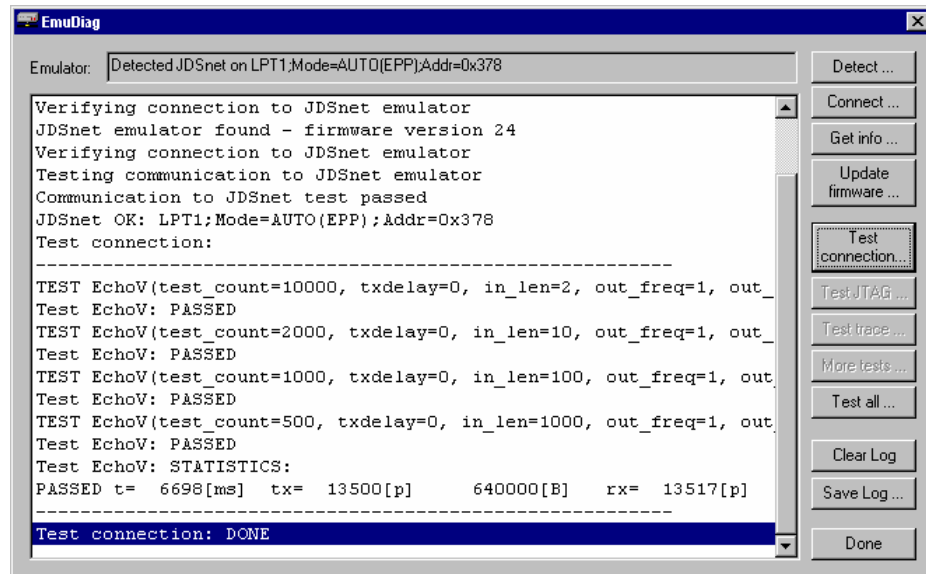 EmuDiag
Emulator: Detected JDSnet on LPT1;Mode=AUTO(EPP);Addr=0x378
Verifying connection to JDSnet emulator
JDSnet emulator found - firmware version 24
Verifying connection to JDSnet emulator
Testing communication to JDSnet emulator
Communication to JDSnet test passed
JDSnet OK: LPT1;Mode=AUTO(EPP);Addr=0x378
Test connection:
------------------------------------------------------------
TEST EchoV(test_count=10000, txdelay=0, in_len=2, out_freq=1, out_
Test EchoV: PASSED
TEST EchoV(test_count=2000, txdelay=0, in_len=10, out_freq=1, out_
Test EchoV: PASSED
TEST EchoV(test_count=1000, txdelay=0, in_len=100, out_freq=1, out_
Test EchoV: PASSED
TEST EchoV(test_count=500, txdelay=0, in_len=1000, out_freq=1, out_
Test EchoV: PASSED
Test EchoV: STATISTICS:
PASSED t= 6698[ms] tx= 13500[p] 640000[B] rx= 13517[p]
------------------------------------------------------------
Test connection: DONE
Detect ...
Connect ...
Get info ...
Update
firmware ...
Test
connection...
Test JTAG ...
Test trace ...
More tests ...
Test all ...
Clear Log
Save Log ...
Done